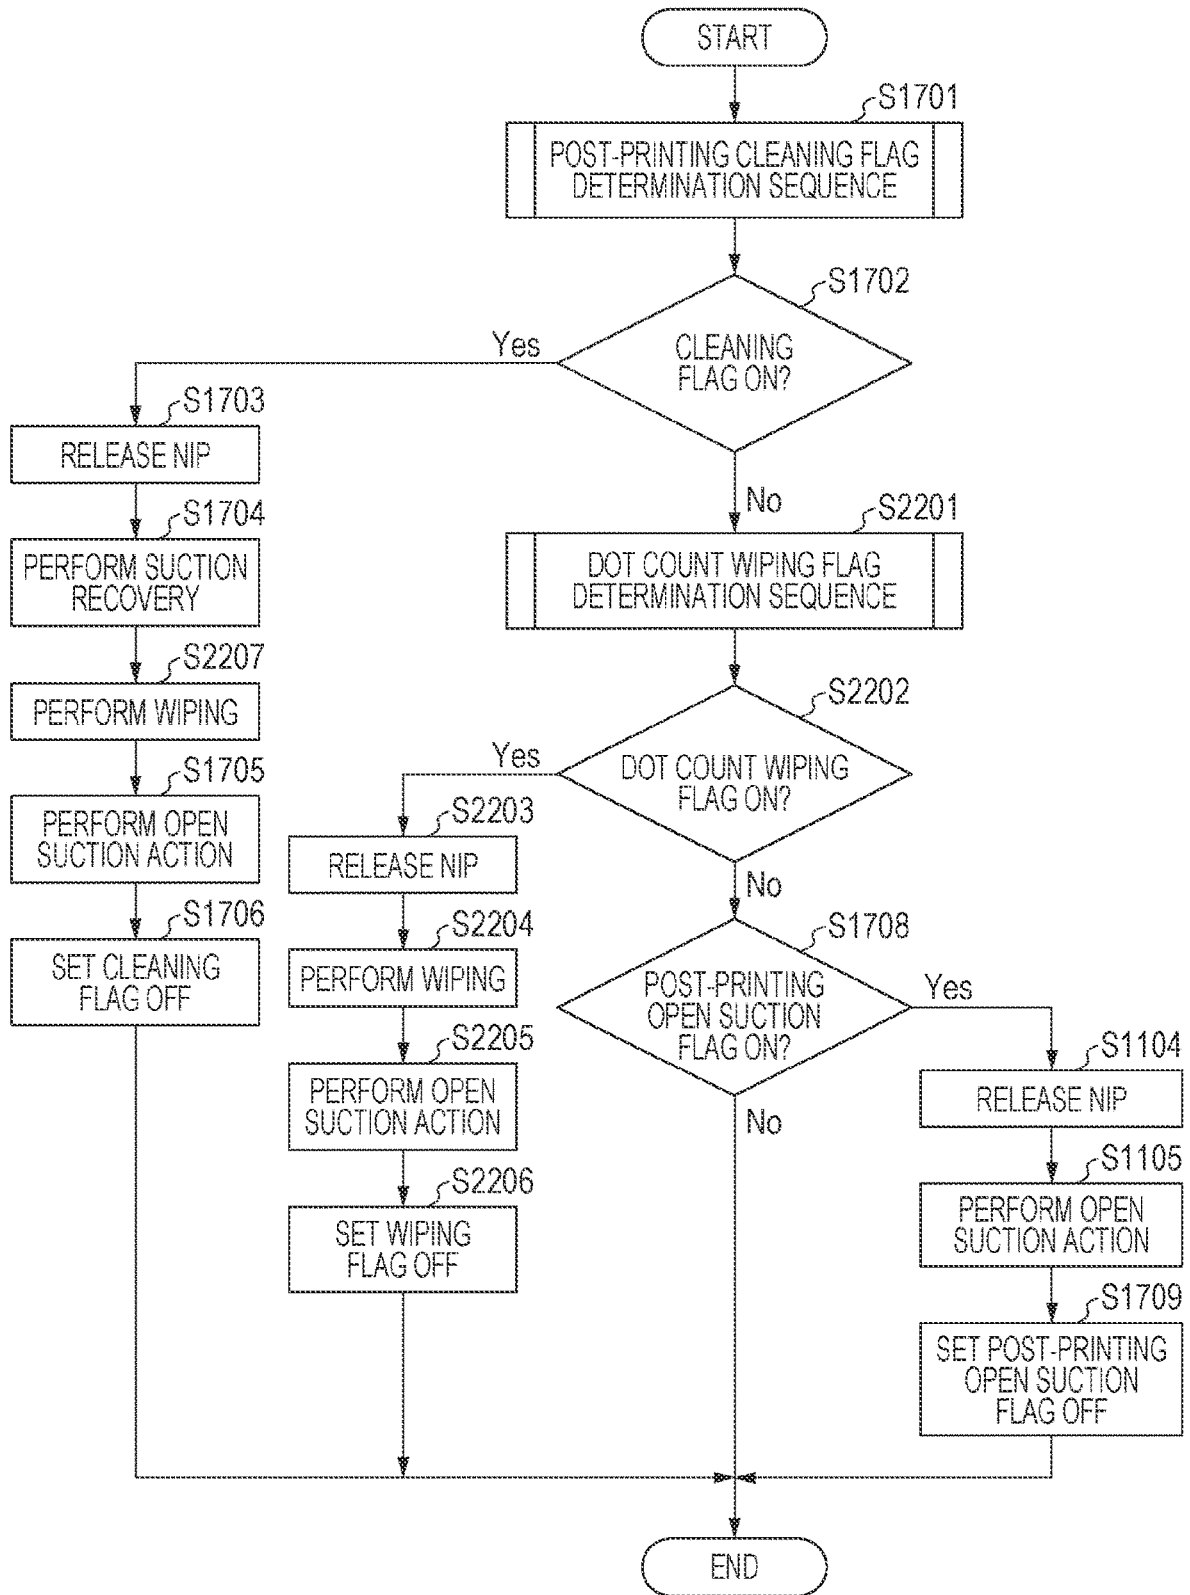 START
S1701
POST-PRINTING CLEANING FLAG
DETERMINATION SEQUENCE
S1702
CLEANING
FLAG ON?
Yes
No
S1703
RELEASE NIP
S1704
PERFORM SUCTION
RECOVERY
S2207
PERFORM WIPING
S1705
PERFORM OPEN
SUCTION ACTION
S1706
SET CLEANING
FLAG OFF
S2201
DOT COUNT WIPING FLAG
DETERMINATION SEQUENCE
S2202
DOT COUNT WIPING
FLAG ON?
Yes
No
S2203
RELEASE NIP
S2204
PERFORM WIPING
S2205
PERFORM OPEN
SUCTION ACTION
S2206
SET WIPING
FLAG OFF
S1708
POST-PRINTING
OPEN SUCTION
FLAG ON?
Yes
No
S1104
RELEASE NIP
S1105
PERFORM OPEN
SUCTION ACTION
S1709
SET POST-PRINTING
OPEN SUCTION
FLAG OFF
END